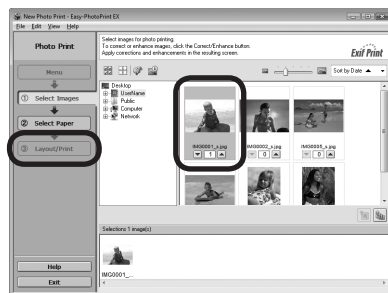 New Photo Print - Easy-PhotoPrint EX
File Edit View Help
Photo Print
Select images for photo printing.
To correct or enhance images, click the Correct/Enhance button.
Apply corrections and enhancements in the resulting screen.
Exif Print
Menu
Sort by Date
① Select Images
② Select Paper
③ Layout/Print
Desktop
UserName
Public
Computer
Network
IMG0001_s.jpg
IMG0002_s.jpg
IMG0005_s.jpg
1
0
0
Selections 1 image(s)
IMG0001_...
Help
Exit